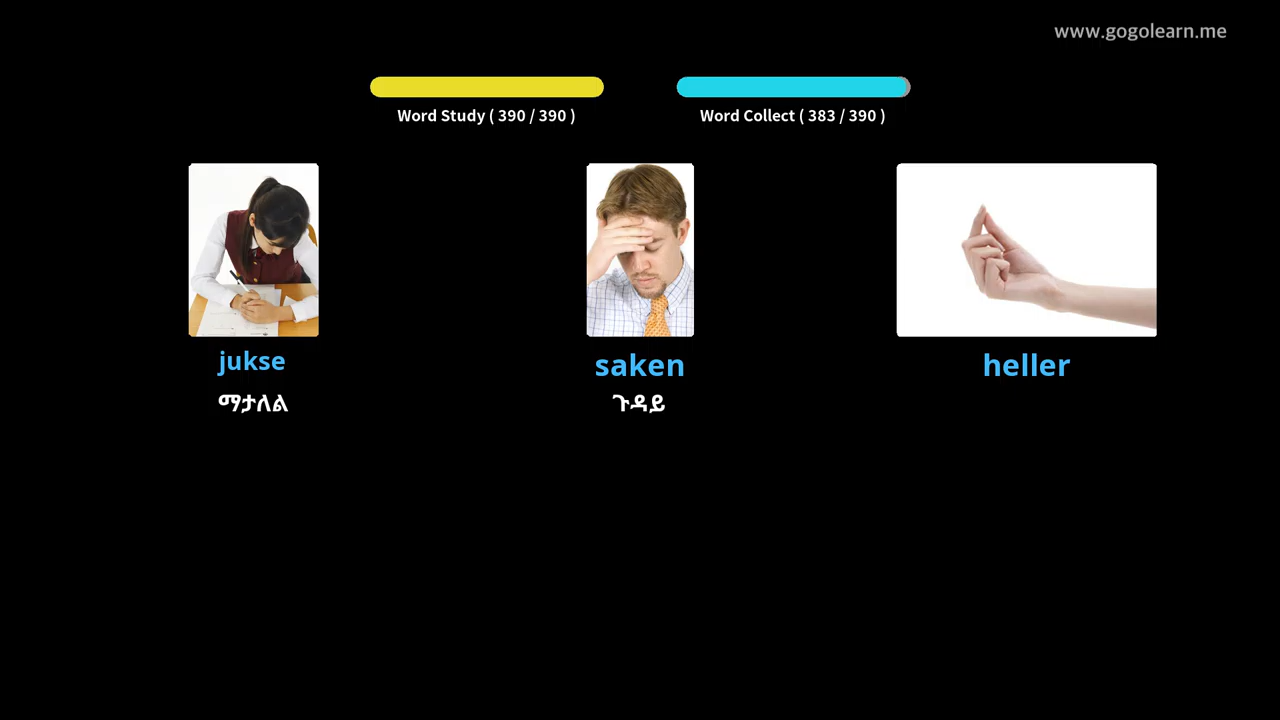 www.gogolearn.me
Word Study ( 390 / 390 )
Word Collect ( 383 / 390 )
jukse
saken
heller
ማታለል
ጉዳይ